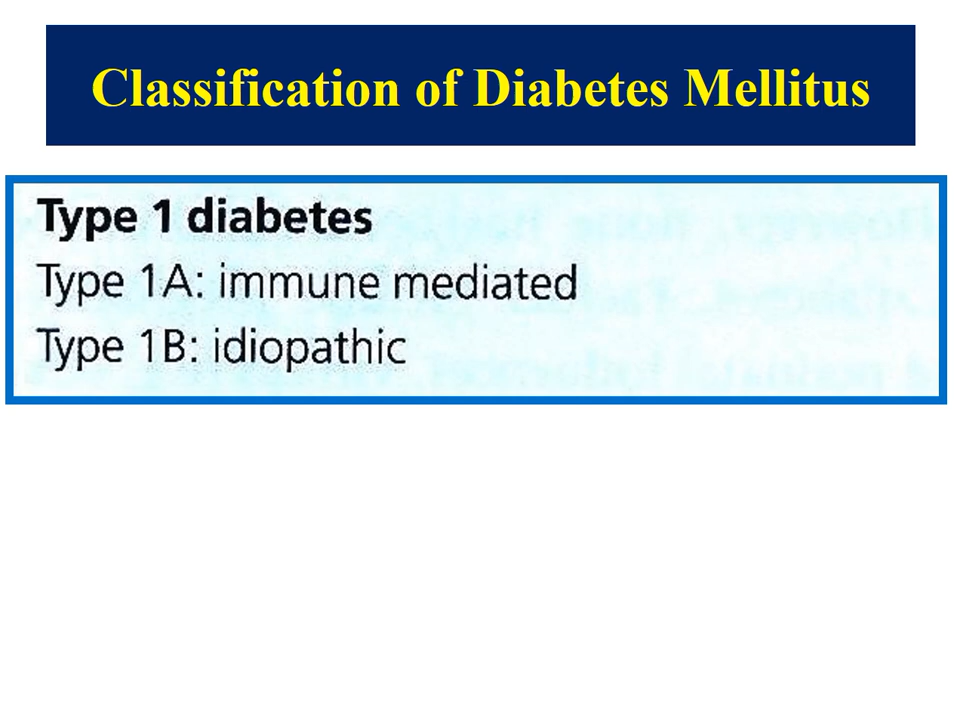 Classification of Diabetes Mellitus
Type 1 diabetes
Type 1A: immune mediated
Type 1B: idiopathic